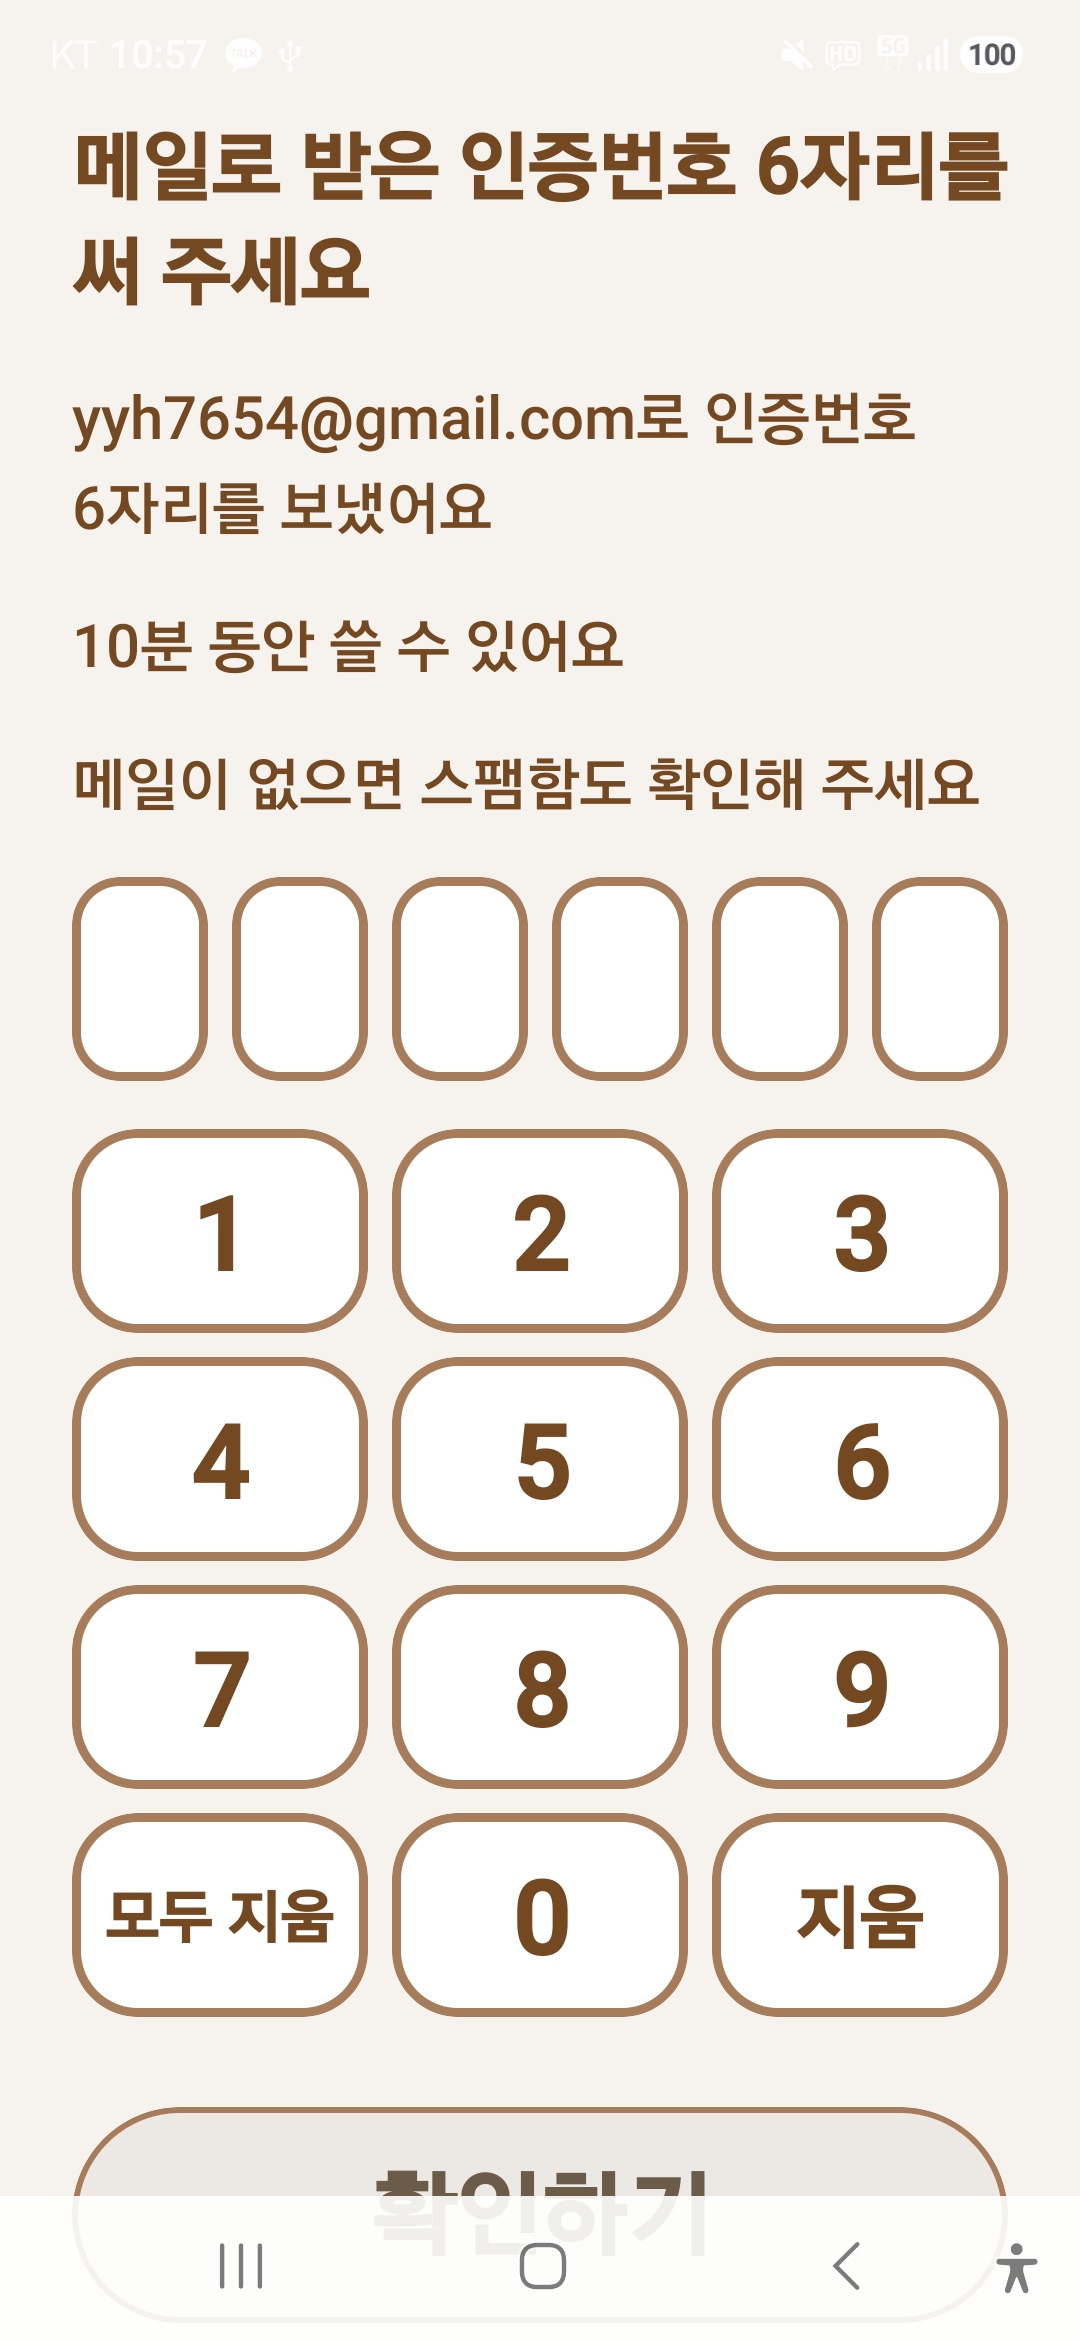 KT 10:57 TALK HD 5G 100
메일로 받은 인증번호 6자리를
써 주세요
yyh7654@gmail.com로 인증번호
6자리를 보냈어요
10분 동안 쓸 수 있어요
메일이 없으면 스팸함도 확인해 주세요
1 2 3
4 5 6
7 8 9
모두 지움 0 지움
확인하기